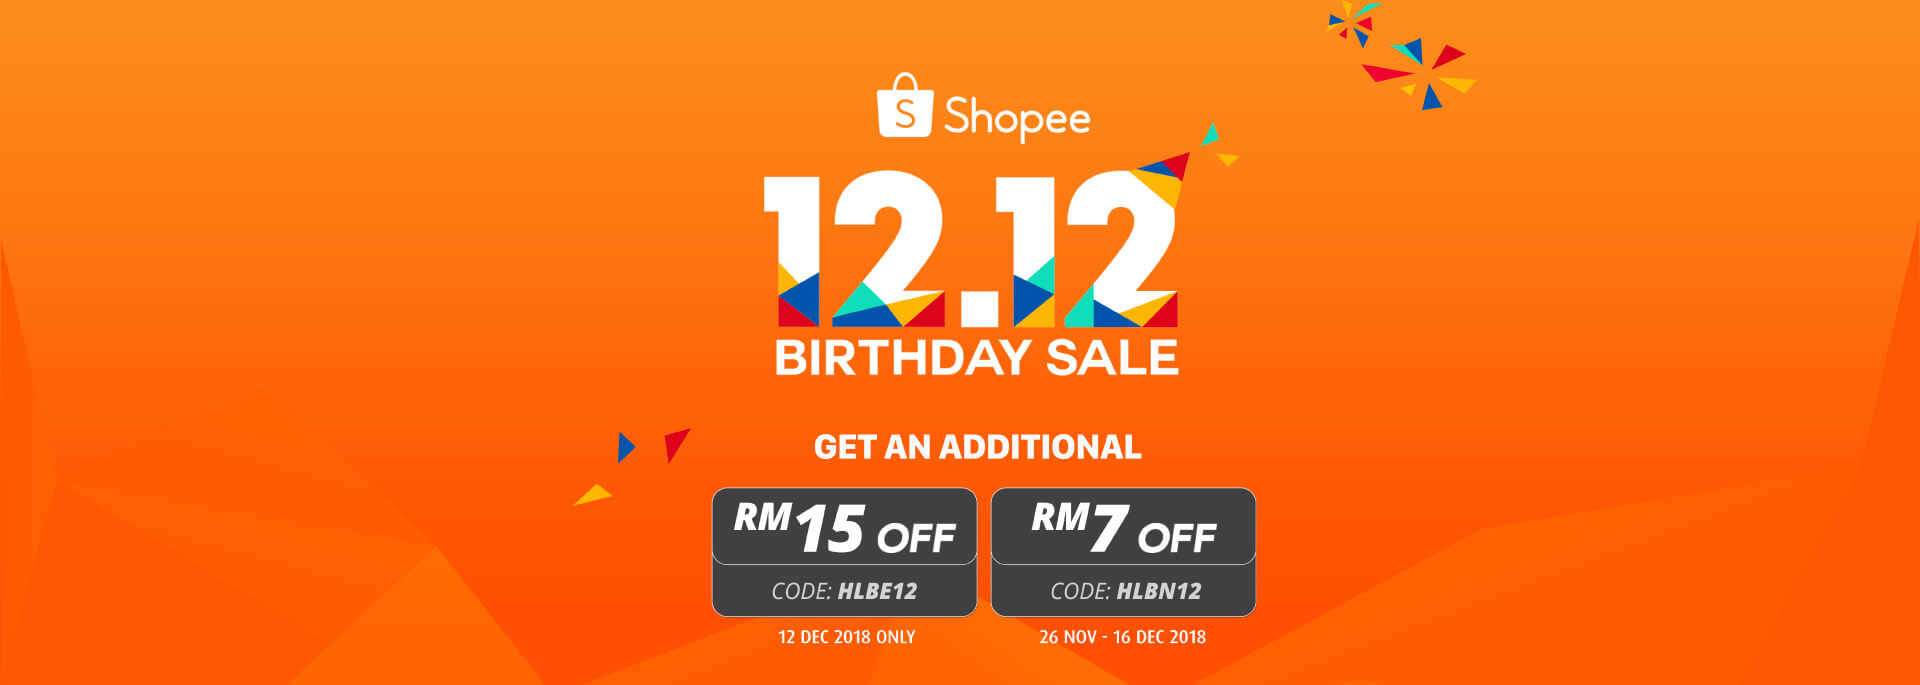 S Shopee
12.12
BIRTHDAY SALE
GET AN ADDITIONAL
RM15 OFF
CODE: HLBE12
12 DEC 2018 ONLY
RM7 OFF
CODE: HLBN12
26 NOV - 16 DEC 2018